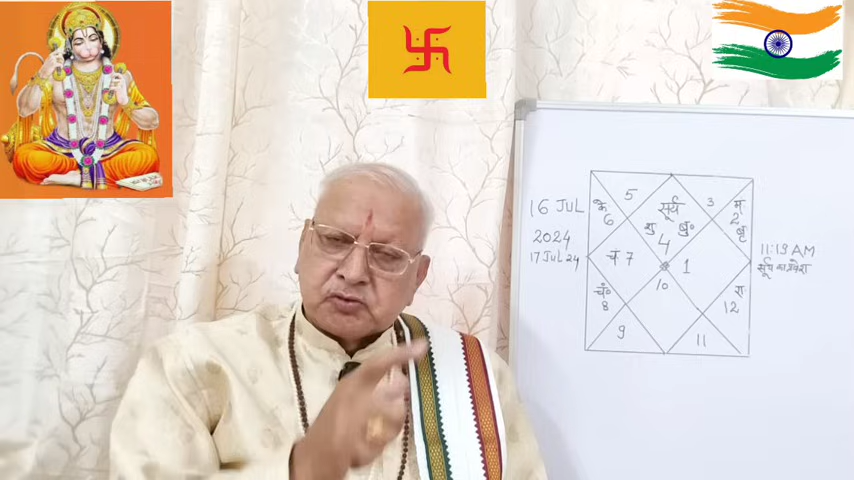 16 JUL
2024
17 JUL 24
5
सूर्य
3
के
6
शु
बु॰
4
म
2
बृ
च 7
1
10
चं॰
8
रा
12
9
11
11:19 AM
सूर्य का प्रवेश